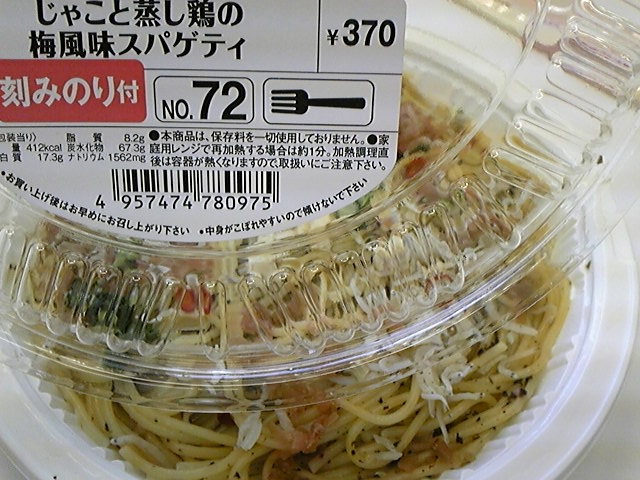 じゃこと蒸し鶏の
梅風味スパゲティ
¥370
刻みのり付
NO.72
包装当り) 脂質 8.2g
量 412kcal 炭水化物 67.3g
白質 17.3g ナトリウム 1562mg
●本商品は、保存料を一切使用しておりません。●家
庭用レンジで再加熱する場合は約1分。加熱調理直
後は容器が熱くなりますので、取扱いにご注意下さい。
4 957474 780975
•お買い上げ後はお早めにお召し上がり下さい •中身がこぼれやすいので傾けないで下さい